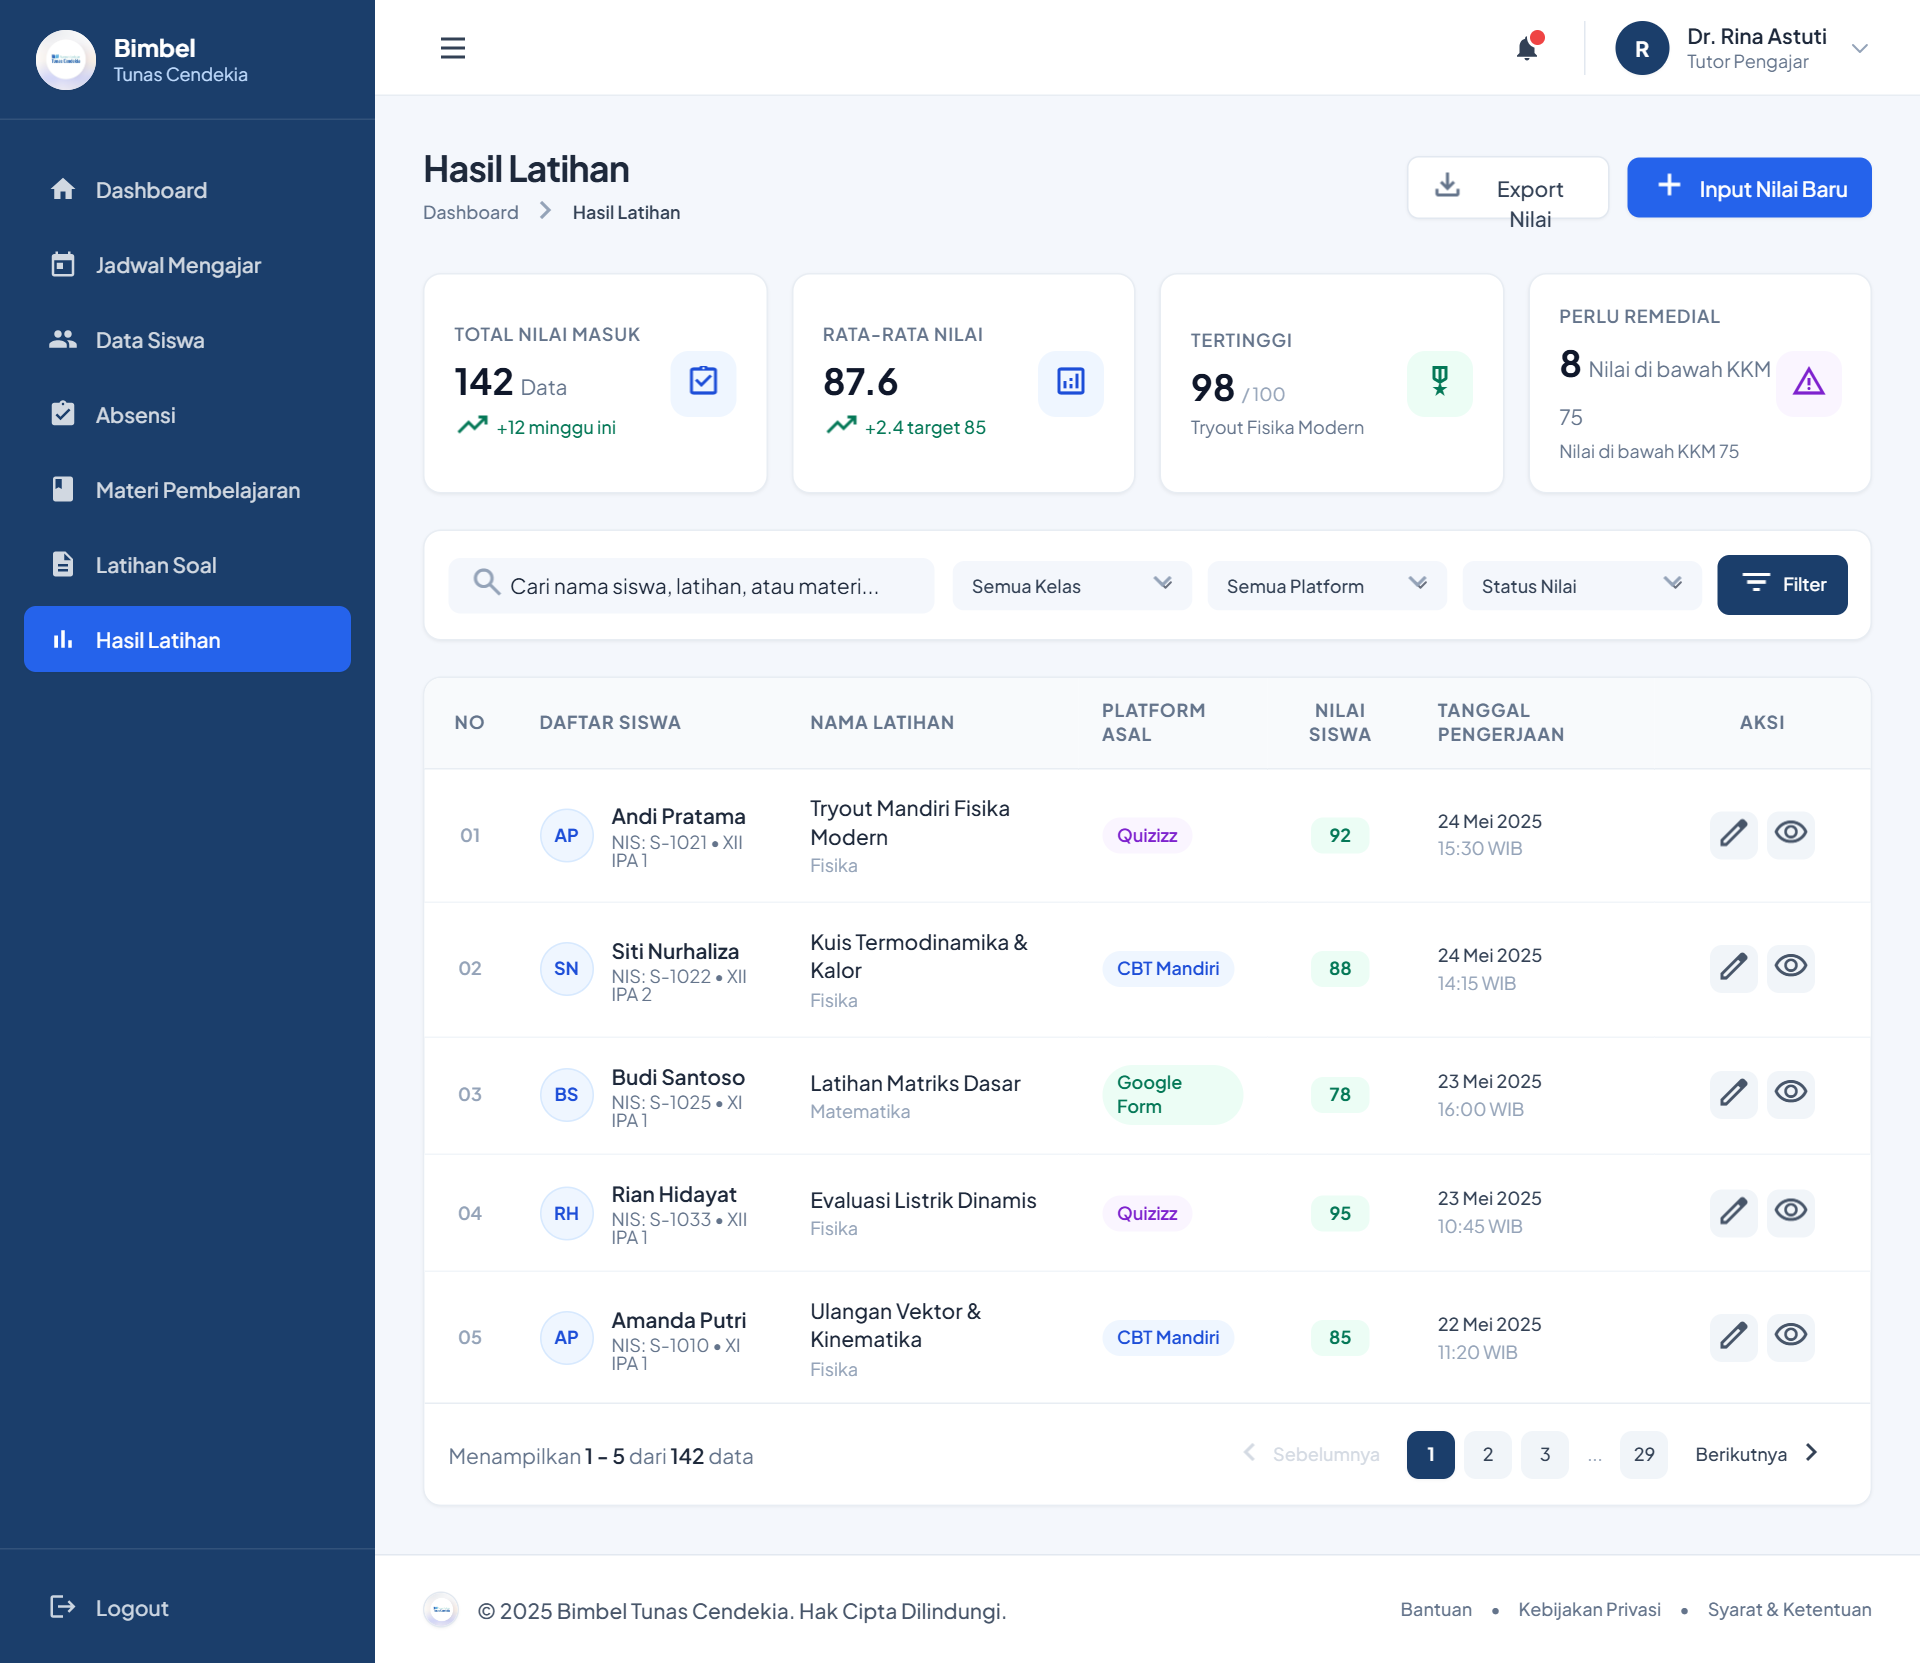 Bimbel
Tunas Cendekia
Dashboard
Jadwal Mengajar
Data Siswa
Absensi
Materi Pembelajaran
Latihan Soal
Hasil Latihan
Logout
R
Dr. Rina Astuti
Tutor Pengajar
Hasil Latihan
Dashboard
Hasil Latihan
Export
Nilai
Input Nilai Baru
TOTAL NILAI MASUK
142 Data
+12 minggu ini
RATA-RATA NILAI
87.6
+2.4 target 85
TERTINGGI
98 /100
Tryout Fisika Modern
PERLU REMEDIAL
8 Nilai di bawah KKM
75
Nilai di bawah KKM 75
Cari nama siswa, latihan, atau materi...
Semua Kelas
Semua Platform
Status Nilai
Filter
NO
DAFTAR SISWA
NAMA LATIHAN
PLATFORM
ASAL
NILAI
SISWA
TANGGAL
PENGERJAAN
AKSI
01
AP
Andi Pratama
NIS: S-1021 • XII
IPA 1
Tryout Mandiri Fisika
Modern
Fisika
Quizizz
92
24 Mei 2025
15:30 WIB
02
SN
Siti Nurhaliza
NIS: S-1022 • XII
IPA 2
Kuis Termodinamika &
Kalor
Fisika
CBT Mandiri
88
24 Mei 2025
14:15 WIB
03
BS
Budi Santoso
NIS: S-1025 • XI
IPA 1
Latihan Matriks Dasar
Matematika
Google
Form
78
23 Mei 2025
16:00 WIB
04
RH
Rian Hidayat
NIS: S-1033 • XII
IPA 1
Evaluasi Listrik Dinamis
Fisika
Quizizz
95
23 Mei 2025
10:45 WIB
05
AP
Amanda Putri
NIS: S-1010 • XI
IPA 1
Ulangan Vektor &
Kinematika
Fisika
CBT Mandiri
85
22 Mei 2025
11:20 WIB
Menampilkan 1 - 5 dari 142 data
Sebelumnya
1
2
3
...
29
Berikutnya
© 2025 Bimbel Tunas Cendekia. Hak Cipta Dilindungi.
Bantuan • Kebijakan Privasi • Syarat & Ketentuan